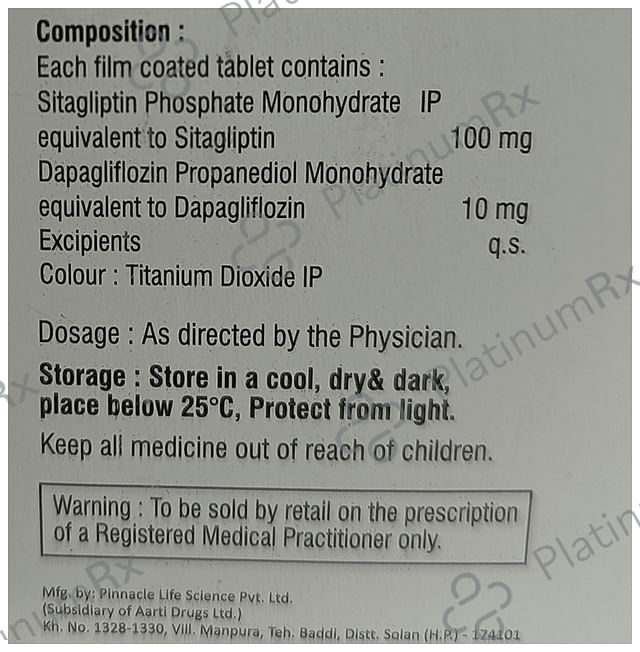 Composition :
Each film coated tablet contains :
Sitagliptin Phosphate Monohydrate IP
equivalent to Sitagliptin 100 mg
Dapagliflozin Propanediol Monohydrate
equivalent to Dapagliflozin 10 mg
Excipients q.s.
Colour : Titanium Dioxide IP
Dosage : As directed by the Physician.
Storage : Store in a cool, dry& dark,
place below 25°C, Protect from light.
Keep all medicine out of reach of children.
Warning : To be sold by retail on the prescription
of a Registered Medical Practitioner only.
Mfg. by: Pinnacle Life Science Pvt. Ltd.
(Subsidiary of Aarti Drugs Ltd.)
Kh. No. 1328-1330, Vill. Manpura, Teh. Baddi, Distt. Solan (H.P.) - 174101
PlatinumRx
PlatinumRx